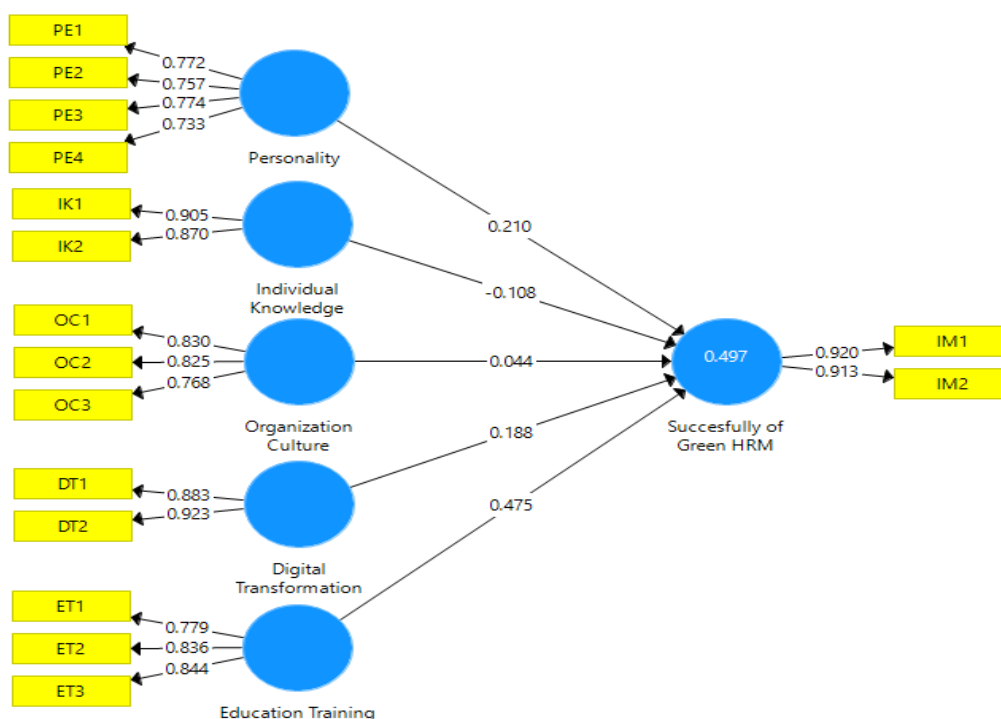 PE1
PE2
PE3
PE4
0.772
0.757
0.774
0.733
Personality
0.210
IK1
IK2
0.905
0.870
Individual
Knowledge
-0.108
OC1
OC2
OC3
0.830
0.825
0.768
Organization
Culture
0.044
DT1
DT2
0.883
0.923
Digital
Transformation
0.188
ET1
ET2
ET3
0.779
0.836
0.844
Education Training
0.475
0.497
Succesfully of
Green HRM
0.920
0.913
IM1
IM2